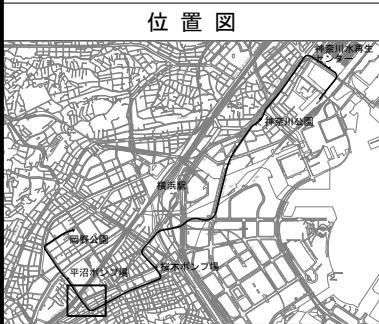 位置図
神奈川水再生
センター
神奈川公園
横浜駅
岡野公園
平沼ポンプ場
桜木ポンプ場